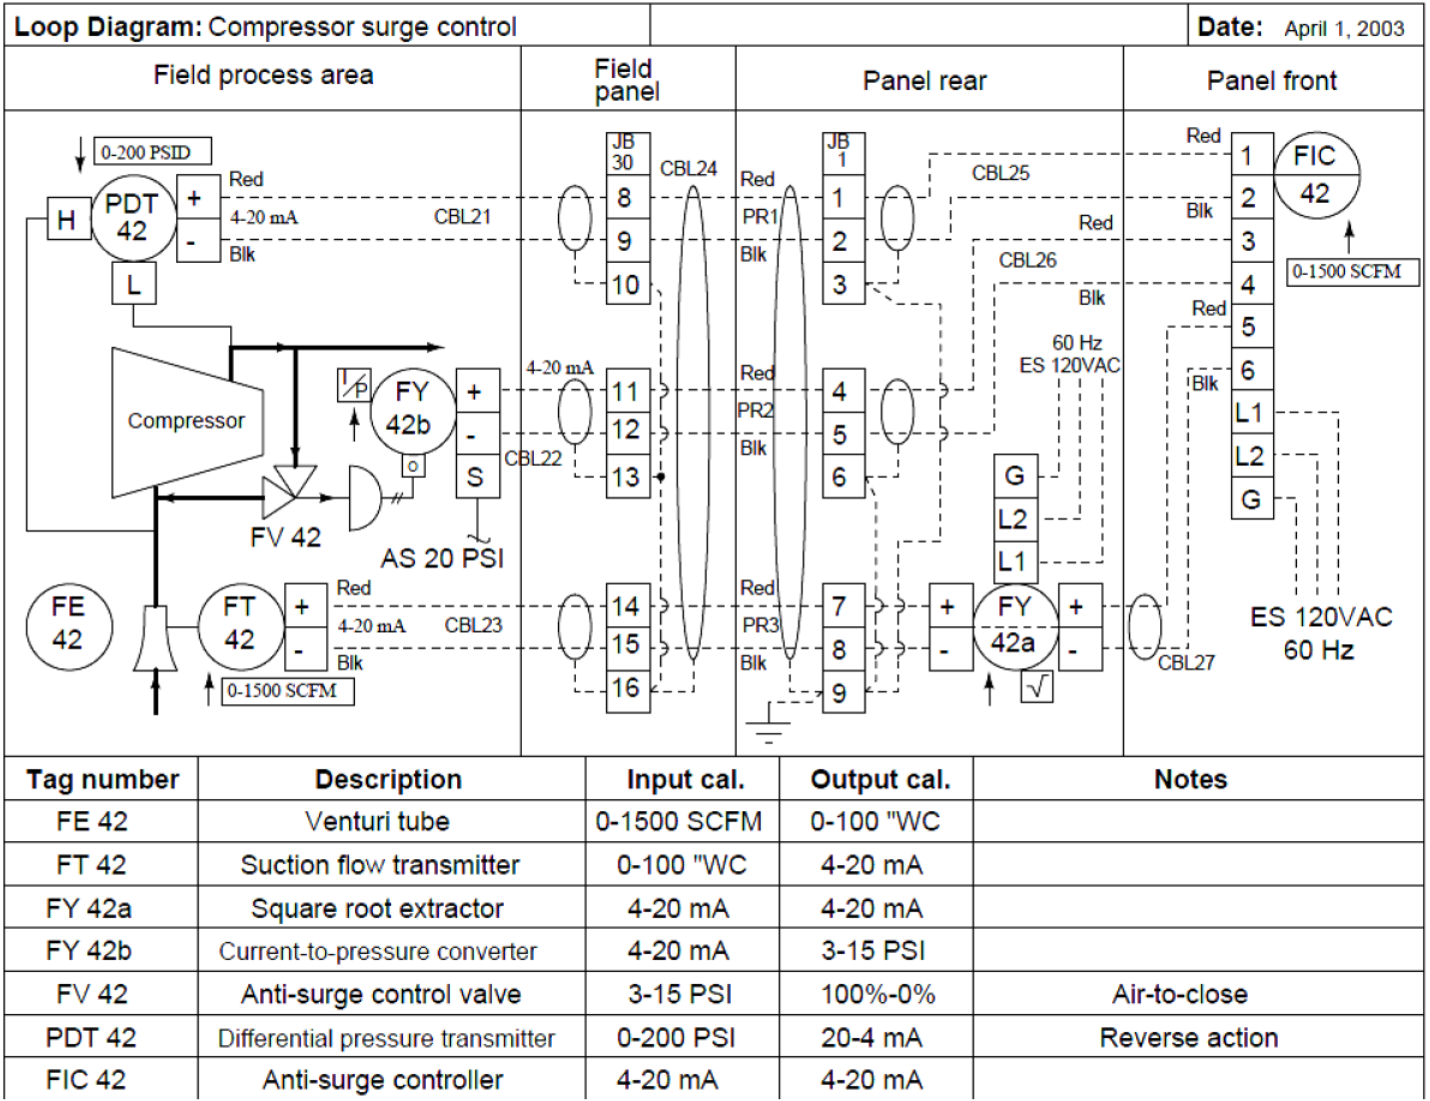 Loop Diagram: Compressor surge control
Date: April 1, 2003
Field process area
Field
panel
Panel rear
Panel front
0-200 PSID
H
PDT
42
+
-
L
Red
4-20 mA
Blk
CBL21
JB
30
8
9
10
CBL24
Red
PR1
Blk
JB
1
1
2
3
CBL25
Red
Blk
Red
CBL26
Blk
Red
Blk
1
2
3
4
5
6
L1
L2
G
FIC
42
0-1500 SCFM
Compressor
I/P
FY
42b
O
+
-
S
4-20 mA
CBL22
AS 20 PSI
FV 42
11
12
13
Red
PR2
Blk
4
5
6
60 Hz
ES 120VAC
G
L2
L1
FE
42
FT
42
+
-
Red
4-20 mA
Blk
CBL23
0-1500 SCFM
14
15
16
Red
PR3
Blk
7
8
9
+
-
FY
42a
+
-
√
CBL27
ES 120VAC
60 Hz
Tag number Description Input cal. Output cal. Notes
FE 42 Venturi tube 0-1500 SCFM 0-100 "WC
FT 42 Suction flow transmitter 0-100 "WC 4-20 mA
FY 42a Square root extractor 4-20 mA 4-20 mA
FY 42b Current-to-pressure converter 4-20 mA 3-15 PSI
FV 42 Anti-surge control valve 3-15 PSI 100%-0% Air-to-close
PDT 42 Differential pressure transmitter 0-200 PSI 20-4 mA Reverse action
FIC 42 Anti-surge controller 4-20 mA 4-20 mA